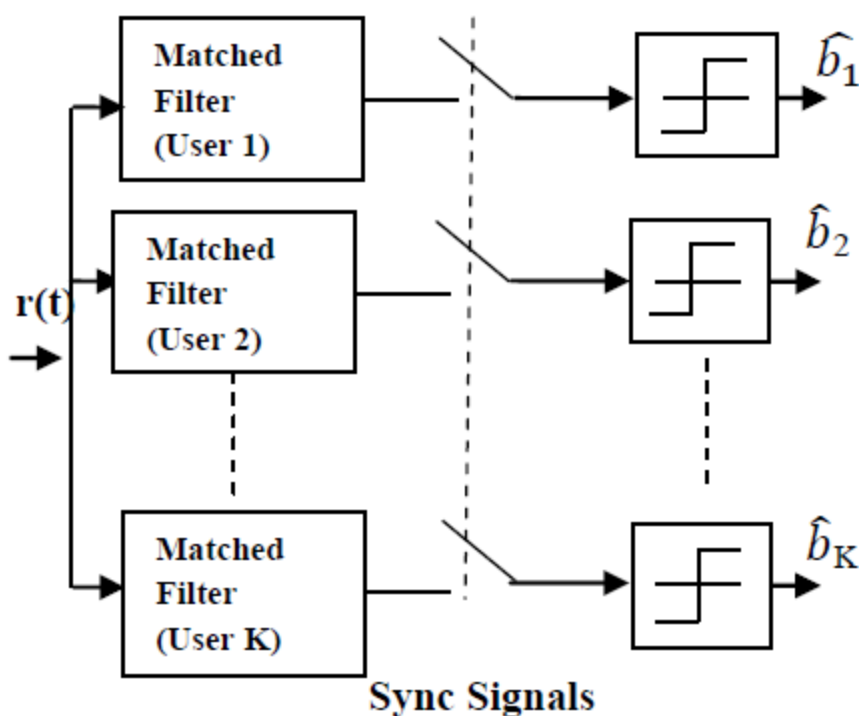 Matched
Filter
(User 1)
b̂1
Matched
Filter
(User 2)
b̂2
r(t)
Matched
Filter
(User K)
b̂K
Sync Signals